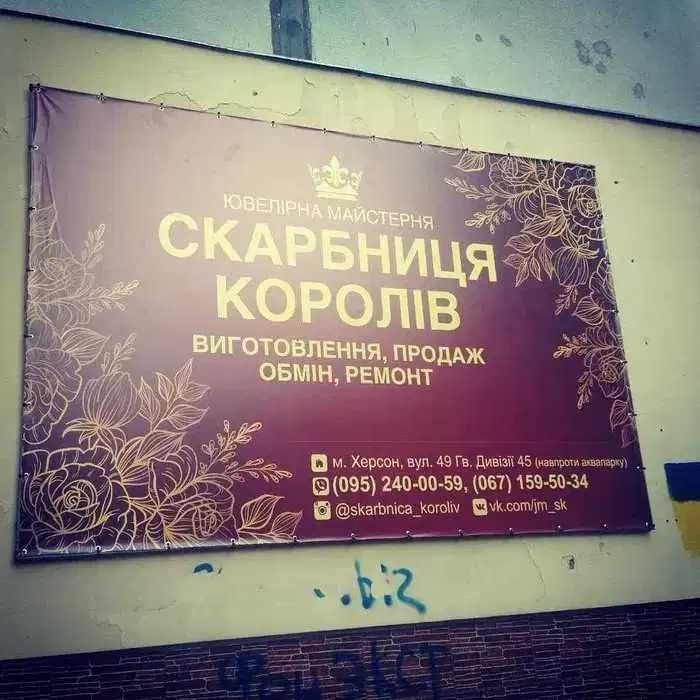 ЮВЕЛІРНА МАЙСТЕРНЯ
СКАРБНИЦЯ
КОРОЛІВ
ВИГОТОВЛЕННЯ, ПРОДАЖ
ОБМІН, РЕМОНТ
м. Херсон, вул. 49 Гв. Дивізії 45 (навпроти аквапарку)
(095) 240-00-59, (067) 159-50-34
@skarbnica_koroliv vk.com/jm_sk